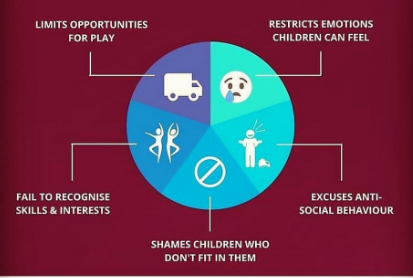 LIMITS OPPORTUNITIES
FOR PLAY
RESTRICTS EMOTIONS
CHILDREN CAN FEEL
FAIL TO RECOGNISE
SKILLS & INTERESTS
EXCUSES ANTI-
SOCIAL BEHAVIOUR
SHAMES CHILDREN WHO
DON'T FIT IN THEM